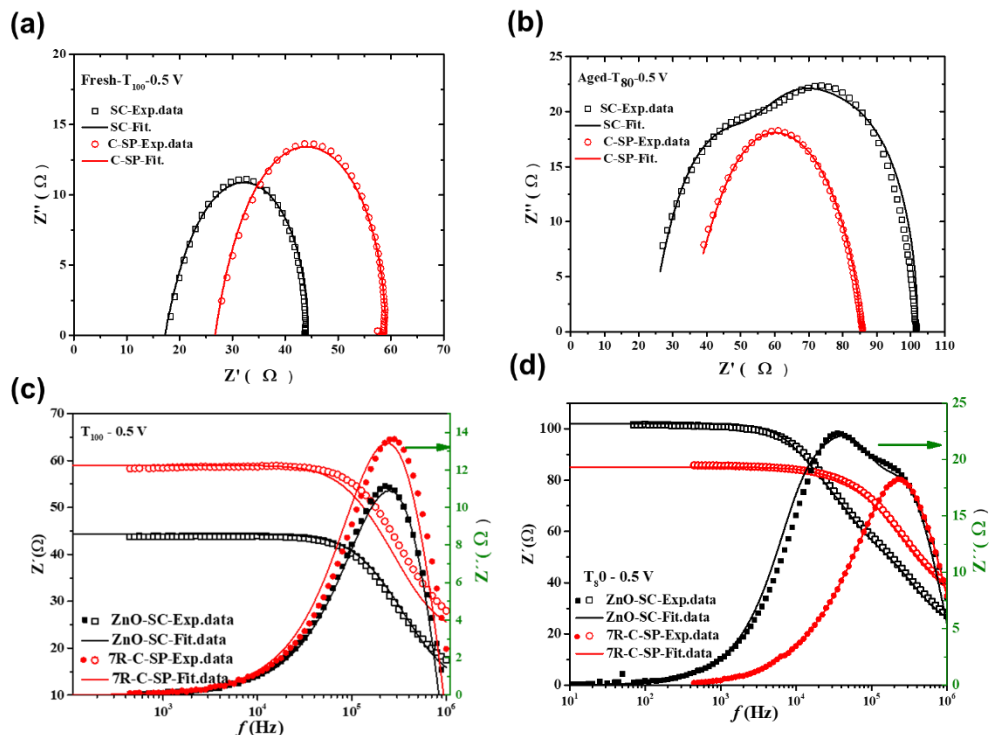 (a)
20
15
10
5
0
Z'' ( Ω )
Fresh-T100-0.5 V
SC-Exp.data
SC-Fit.
C-SP-Exp.data
C-SP-Fit.
0 10 20 30 40 50 60 70
Z' ( Ω )
(b)
25
20
15
10
5
0
Z'' ( Ω )
Aged-T80-0.5 V
SC-Exp.data
SC-Fit.
C-SP-Exp.data
C-SP-Fit.
0 10 20 30 40 50 60 70 80 90 100 110
Z' ( Ω )
(c)
70
60
50
40
30
20
10
Z´(Ω)
T100 - 0.5 V
ZnO-SC-Exp.data
ZnO-SC-Fit.data
7R-C-SP-Exp.data
7R-C-SP-Fit.data
10³ 10⁴ 10⁵ 10⁶
f (Hz)
14
12
10
8
6
4
2
0
Z´´( Ω )
(d)
100
80
60
40
20
0
Z´(Ω)
T80 - 0.5 V
ZnO-SC-Exp.data
ZnO-SC-Fit.data
7R-C-SP-Exp.data
7R-C-SP-Fit.data
10¹ 10² 10³ 10⁴ 10⁵ 10⁶
f (Hz)
25
20
15
10
5
0
Z´´( Ω )